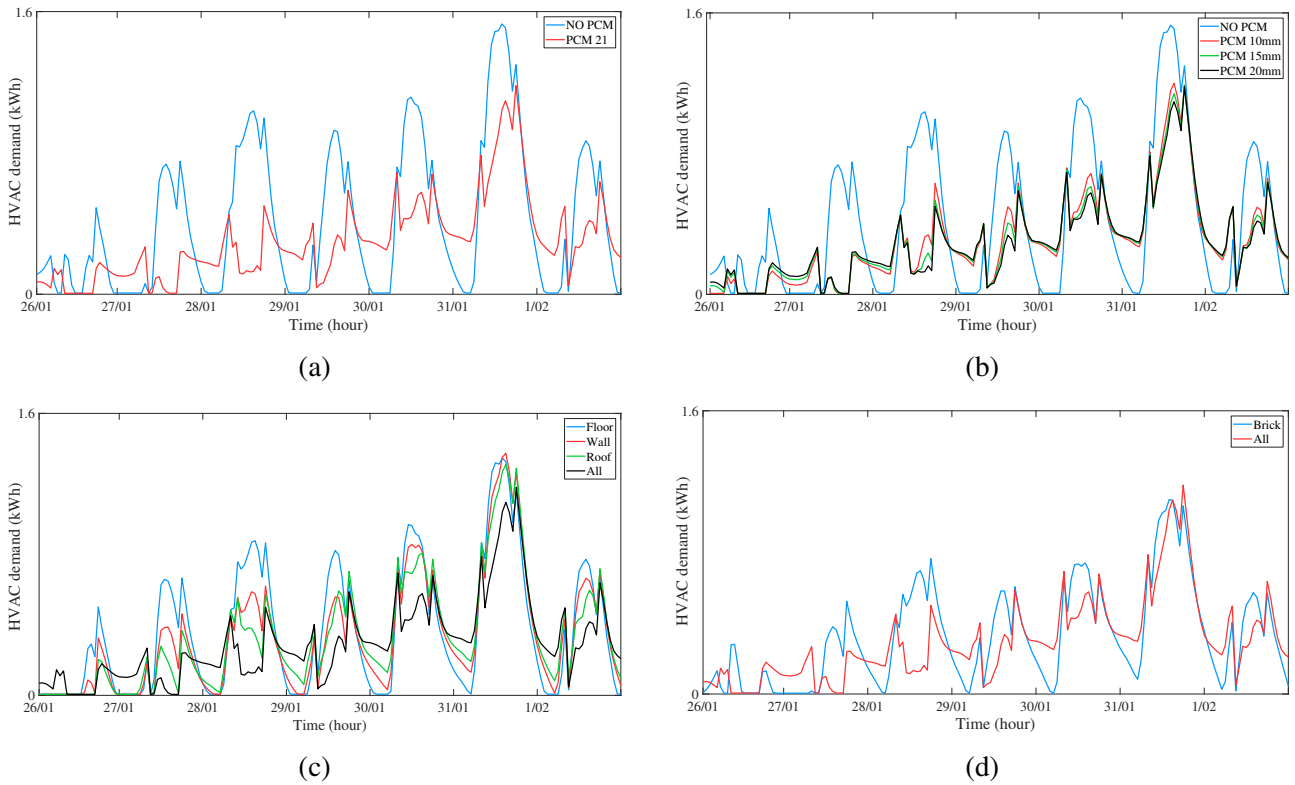 1.6
HVAC demand (kWh)
0
NO PCM
PCM 21
26/01 27/01 28/01 29/01 30/01 31/01 1/02
Time (hour)
(a)
1.6
HVAC demand (kWh)
0
NO PCM
PCM 10mm
PCM 15mm
PCM 20mm
26/01 27/01 28/01 29/01 30/01 31/01 1/02
Time (hour)
(b)
1.6
HVAC demand (kWh)
0
Floor
Wall
Roof
All
26/01 27/01 28/01 29/01 30/01 31/01 1/02
Time (hour)
(c)
1.6
HVAC demand (kWh)
0
Brick
All
26/01 27/01 28/01 29/01 30/01 31/01 1/02
Time (hour)
(d)